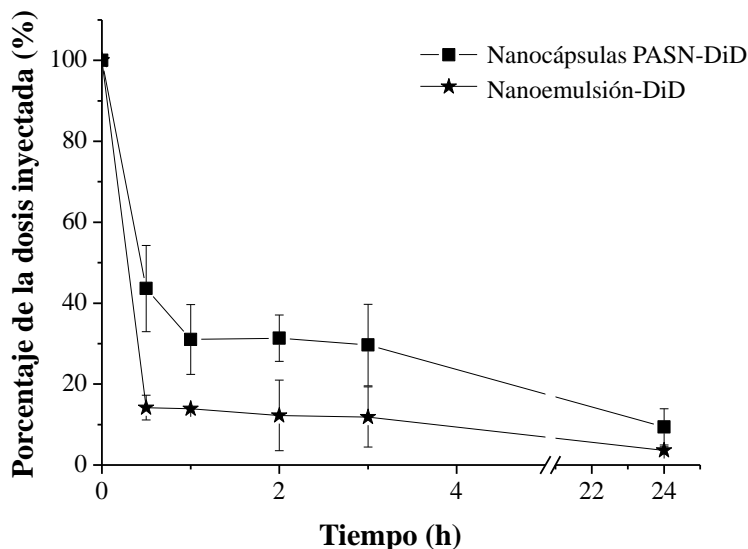 Porcentaje de la dosis inyectada (%)
100
80
60
40
20
0
Nanocápsulas PASN-DiD
Nanoemulsión-DiD
0 2 4 22 24
Tiempo (h)